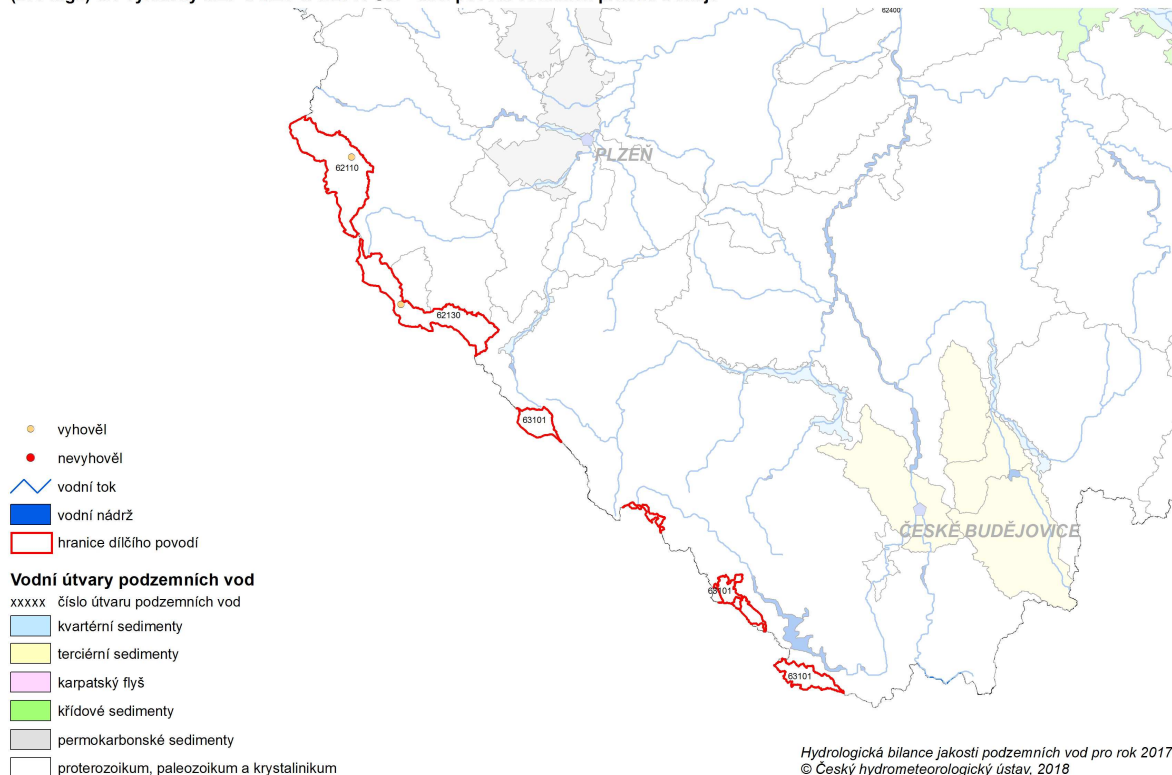 62400
PLZEŇ
62110
62130
63101
ČESKÉ BUDĚJOVICE
63101
63101
vyhověl
nevyhověl
vodní tok
vodní nádrž
hranice dílčího povodí
Vodní útvary podzemních vod
xxxxx číslo útvaru podzemních vod
kvartérní sedimenty
terciérní sedimenty
karpatský flyš
křídové sedimenty
permokarbonské sedimenty
proterozoikum, paleozoikum a krystalinikum
Hydrologická bilance jakosti podzemních vod pro rok 2017
© Český hydrometeorologický ústav, 2018